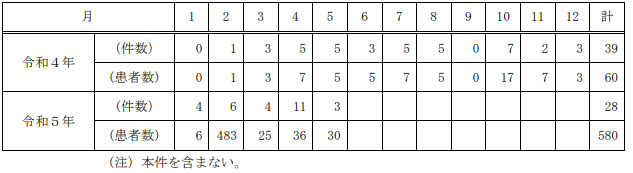 月 1 2 3 4 5 6 7 8 9 10 11 12 計
令和４年 （件数） 0 1 3 5 5 3 5 5 0 7 2 3 39
（患者数） 0 1 3 7 5 5 7 5 0 17 7 3 60
令和５年 （件数） 4 6 4 11 3 28
（患者数） 6 483 25 36 30 580
（注）本件を含まない。